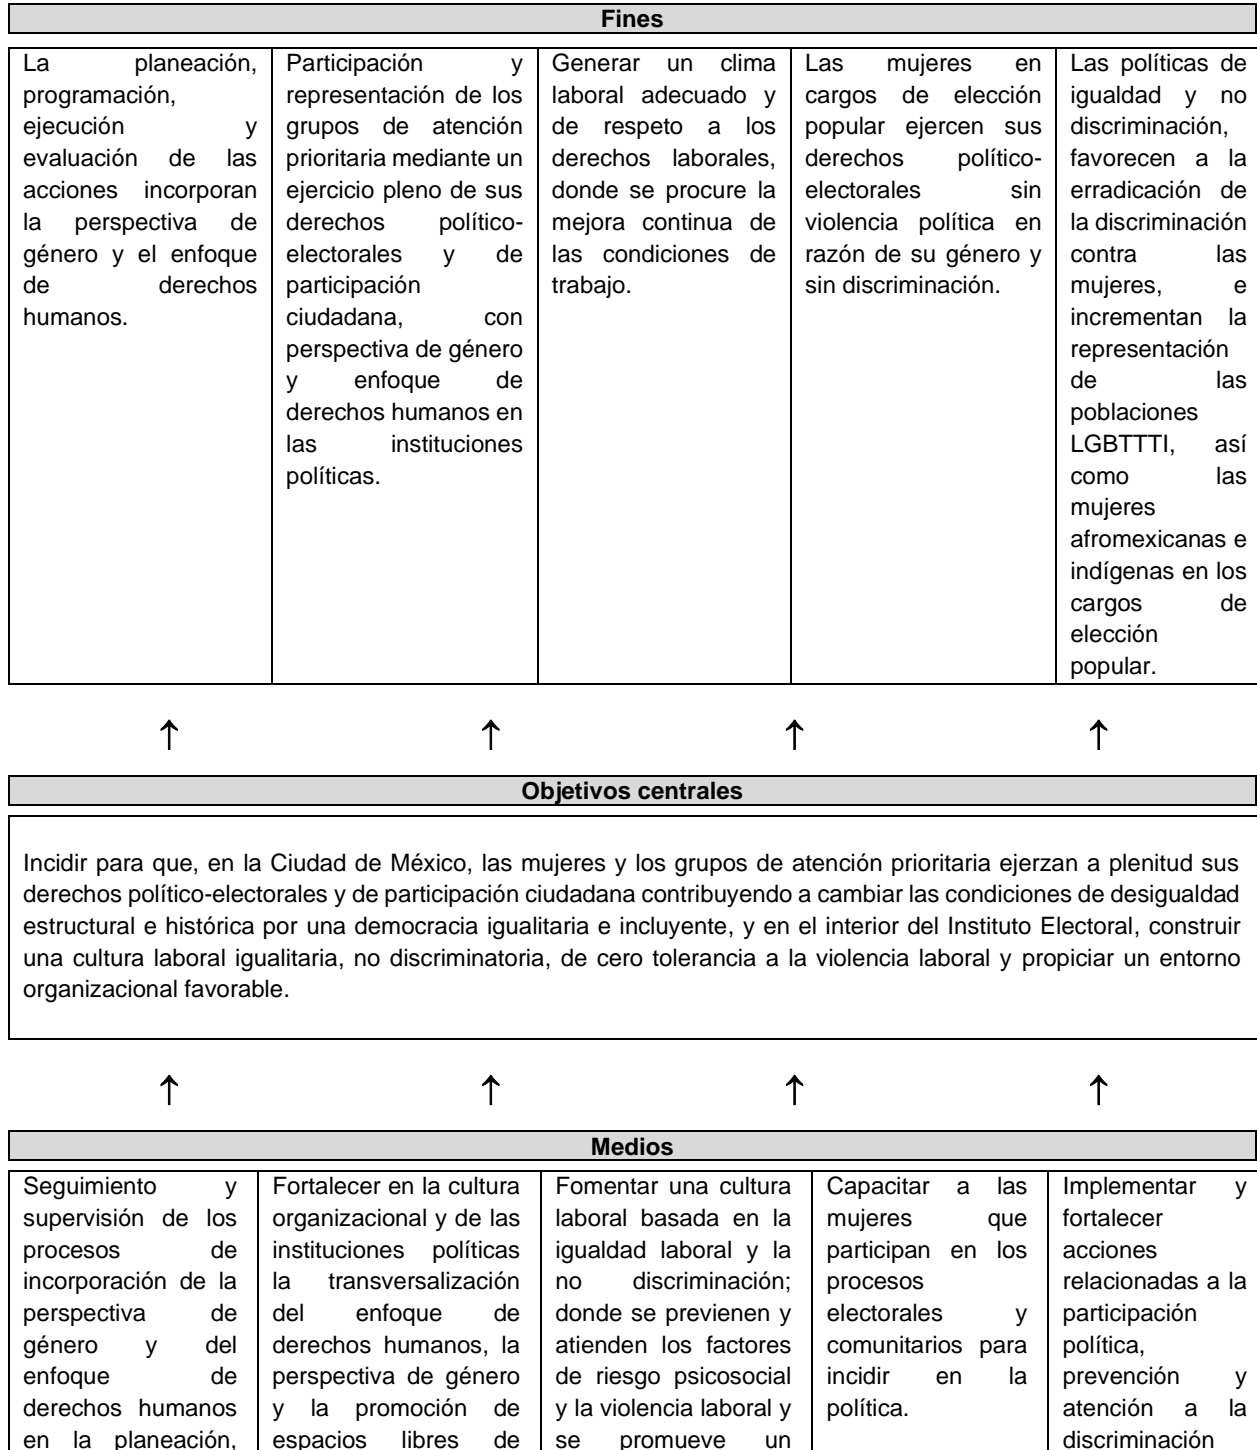 Fines
La planeación,
programación,
ejecución y
evaluación de las
acciones incorporan
la perspectiva de
género y el enfoque
de derechos
humanos.
Participación y
representación de los
grupos de atención
prioritaria mediante un
ejercicio pleno de sus
derechos político-
electorales y de
participación
ciudadana, con
perspectiva de género
y enfoque de
derechos humanos en
las instituciones
políticas.
Generar un clima
laboral adecuado y
de respeto a los
derechos laborales,
donde se procure la
mejora continua de
las condiciones de
trabajo.
Las mujeres en
cargos de elección
popular ejercen sus
derechos político-
electorales sin
violencia política en
razón de su género y
sin discriminación.
Las políticas de
igualdad y no
discriminación,
favorecen a la
erradicación de
la discriminación
contra las
mujeres, e
incrementan la
representación
de las
poblaciones
LGBTTTI, así
como las
mujeres
afromexicanas e
indígenas en los
cargos de
elección
popular.
↑ ↑ ↑ ↑
Objetivos centrales
Incidir para que, en la Ciudad de México, las mujeres y los grupos de atención prioritaria ejerzan a plenitud sus
derechos político-electorales y de participación ciudadana contribuyendo a cambiar las condiciones de desigualdad
estructural e histórica por una democracia igualitaria e incluyente, y en el interior del Instituto Electoral, construir
una cultura laboral igualitaria, no discriminatoria, de cero tolerancia a la violencia laboral y propiciar un entorno
organizacional favorable.
↑ ↑ ↑ ↑
Medios
Seguimiento y
supervisión de los
procesos de
incorporación de la
perspectiva de
género y del
enfoque de
derechos humanos
en la planeación,
Fortalecer en la cultura
organizacional y de las
instituciones políticas
la transversalización
del enfoque de
derechos humanos, la
perspectiva de género
y la promoción de
espacios libres de
Fomentar una cultura
laboral basada en la
igualdad laboral y la
no discriminación;
donde se previenen y
atienden los factores
de riesgo psicosocial
y la violencia laboral y
se promueve un
Capacitar a las
mujeres que
participan en los
procesos
electorales y
comunitarios para
incidir en la
política.
Implementar y
fortalecer
acciones
relacionadas a la
participación
política,
prevención y
atención a la
discriminación